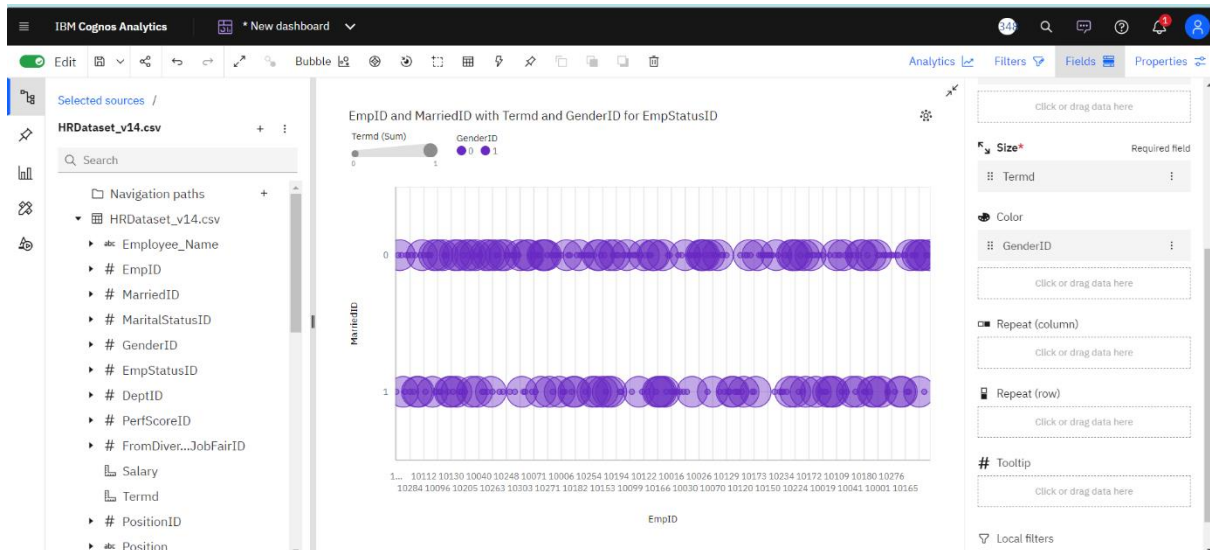 IBM Cognos Analytics
* New dashboard
348
1
Edit
Bubble
Analytics
Filters
Fields
Properties
Selected sources /
HRDataset_v14.csv
Search
Navigation paths
HRDataset_v14.csv
abc Employee_Name
# EmpID
# MarriedID
# MaritalStatusID
# GenderID
# EmpStatusID
# DeptID
# PerfScoreID
# FromDiver...JobFairID
Salary
Termd
# PositionID
abc Position
EmpID and MarriedID with Termd and GenderID for EmpStatusID
Termd (Sum)
0 1
GenderID
0 1
MarriedID
0
1
1... 10112 10130 10040 10248 10071 10006 10254 10194 10122 10016 10026 10129 10173 10234 10172 10109 10180 10276
10284 10096 10205 10263 10303 10271 10182 10153 10099 10166 10030 10070 10120 10150 10224 10019 10041 10001 10165
EmpID
Click or drag data here
Size* Required field
Termd
Color
GenderID
Click or drag data here
Repeat (column)
Click or drag data here
Repeat (row)
Click or drag data here
# Tooltip
Click or drag data here
Local filters